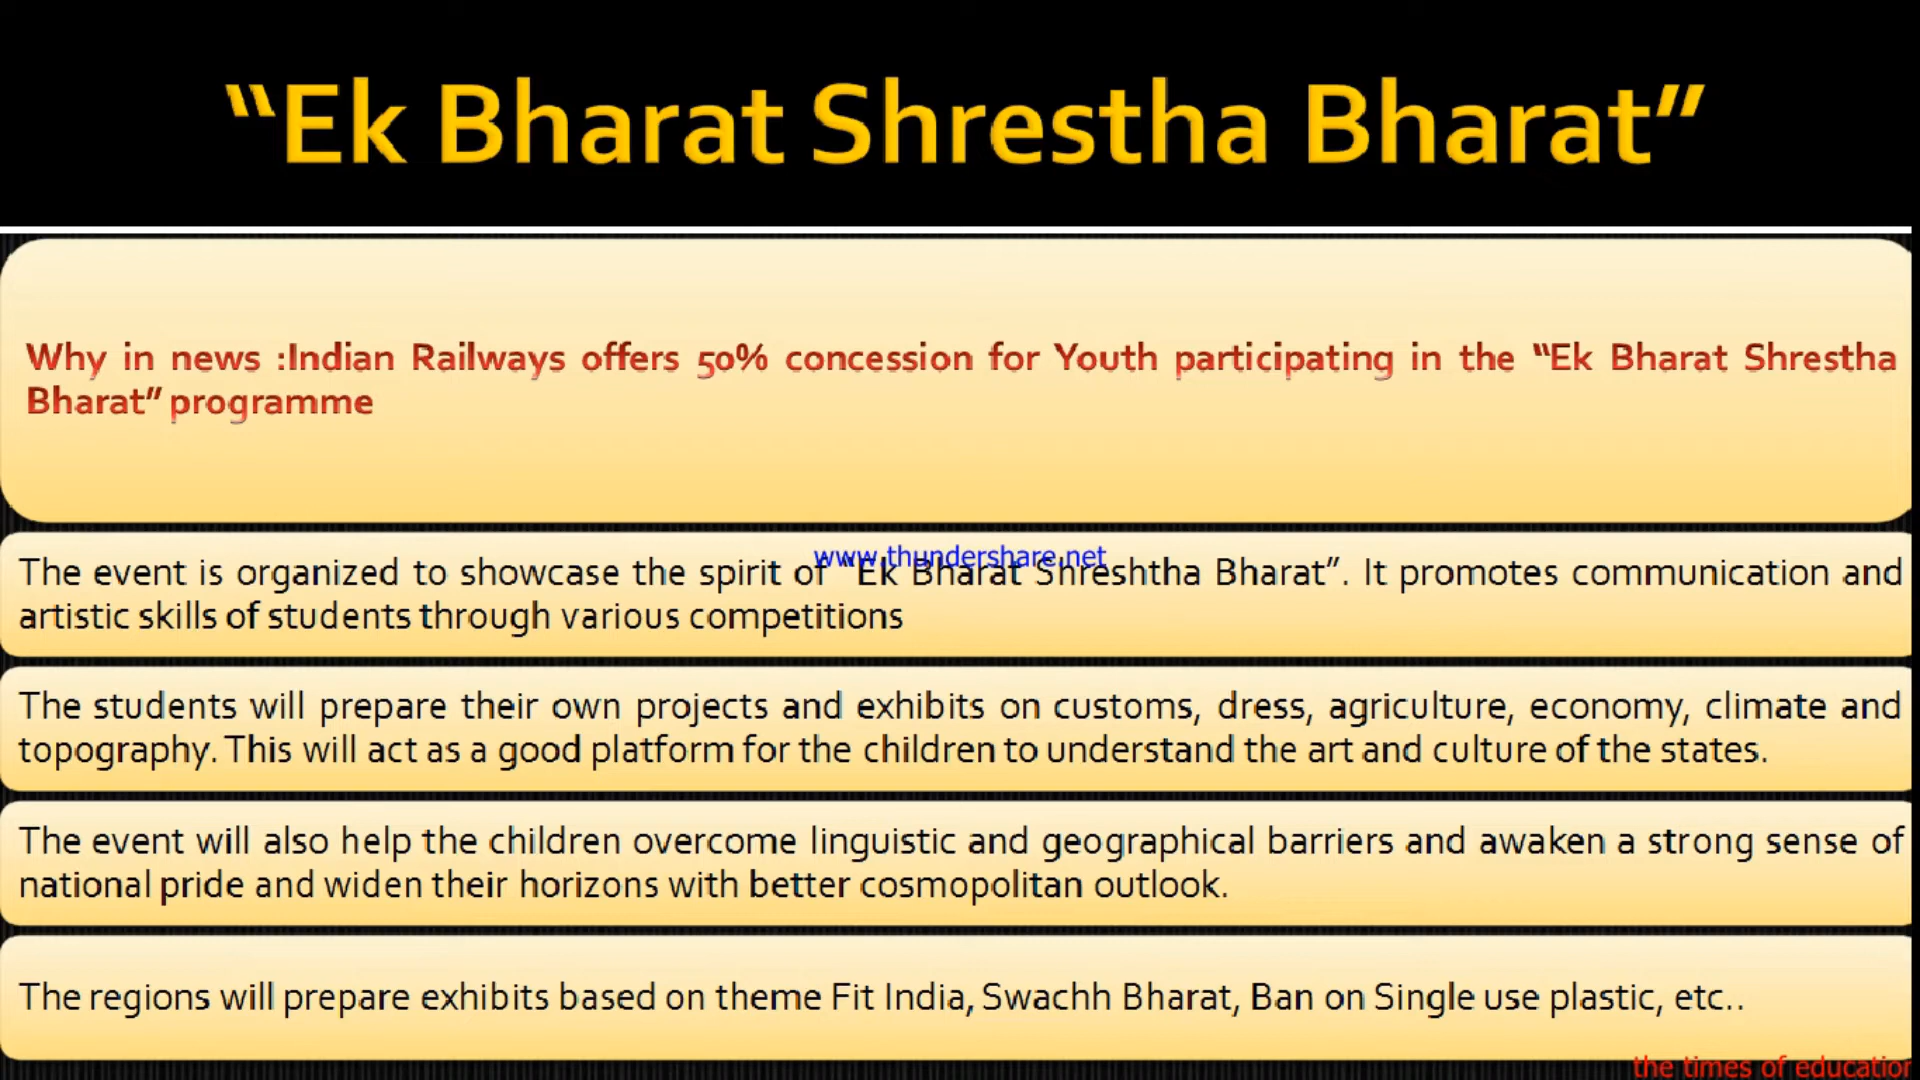 “Ek Bharat Shrestha Bharat”
Why in news :Indian Railways offers 50% concession for Youth participating in the “Ek Bharat Shrestha
Bharat” programme
www.thundershare.net
The event is organized to showcase the spirit of “Ek Bharat Shreshtha Bharat”. It promotes communication and
artistic skills of students through various competitions
The students will prepare their own projects and exhibits on customs, dress, agriculture, economy, climate and
topography. This will act as a good platform for the children to understand the art and culture of the states.
The event will also help the children overcome linguistic and geographical barriers and awaken a strong sense of
national pride and widen their horizons with better cosmopolitan outlook.
The regions will prepare exhibits based on theme Fit India, Swachh Bharat, Ban on Single use plastic, etc..
the times of education